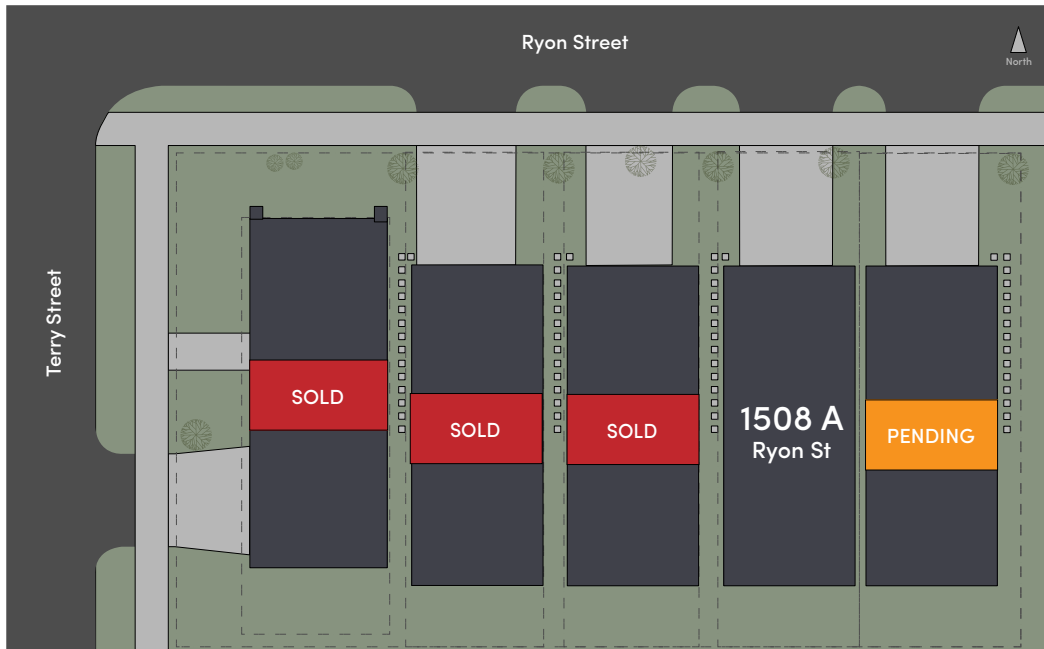 Ryon Street
North
Terry Street
SOLD
SOLD
SOLD
1508 A
Ryon St
PENDING